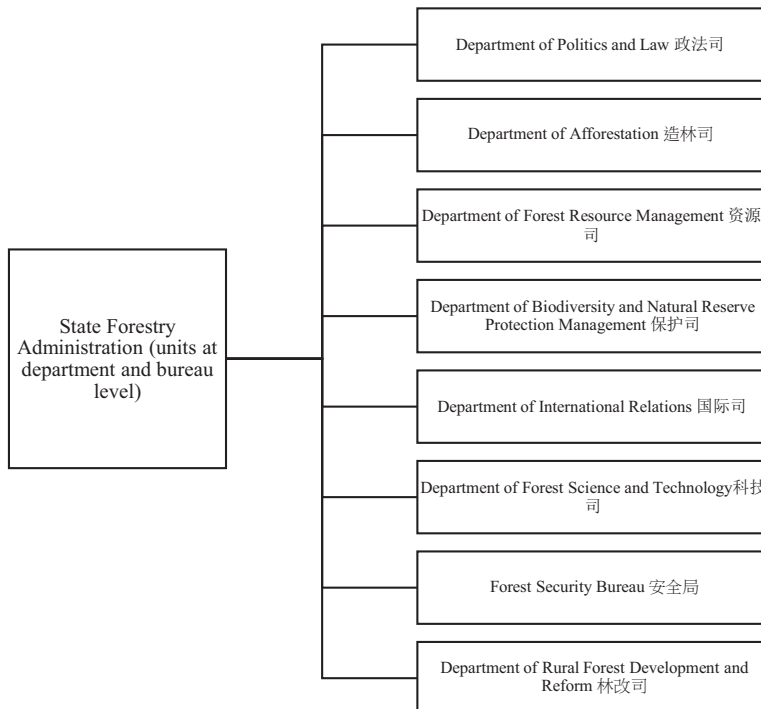 Department of Politics and Law 政法司
Department of Afforestation 造林司
Department of Forest Resource Management 资源
司
Department of Biodiversity and Natural Reserve
Protection Management 保护司
State Forestry
Administration (units at
department and bureau
level)
Department of International Relations 国际司
Department of Forest Science and Technology科技
司
Forest Security Bureau 安全局
Department of Rural Forest Development and
Reform 林改司